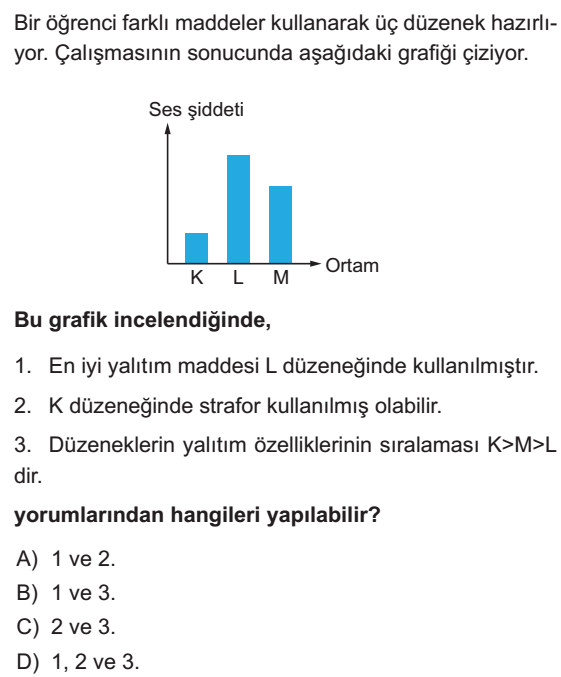 Bir öğrenci farklı maddeler kullanarak üç düzenek hazırlı-
yor. Çalışmasının sonucunda aşağıdaki grafiği çiziyor.
Ses şiddeti
Ortam
K L M
Bu grafik incelendiğinde,
1. En iyi yalıtım maddesi L düzeneğinde kullanılmıştır.
2. K düzeneğinde strafor kullanılmış olabilir.
3. Düzeneklerin yalıtım özelliklerinin sıralaması K>M>L
dir.
yorumlarından hangileri yapılabilir?
A) 1 ve 2.
B) 1 ve 3.
C) 2 ve 3.
D) 1, 2 ve 3.